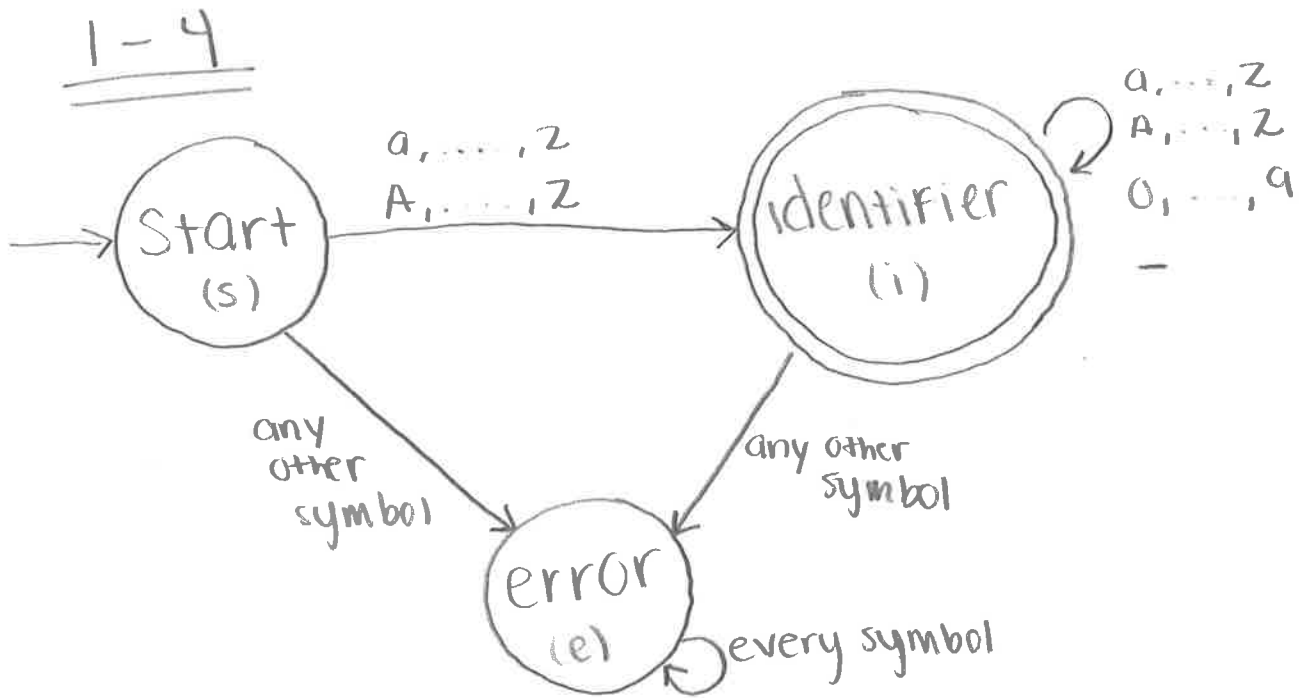 1-4
a, ...., z
A, ...., Z
a, ...., z
A, ...., Z
0, ...., 9
_
start
(s)
identifier
(i)
any
other
symbol
any other
symbol
error
(e)
every symbol